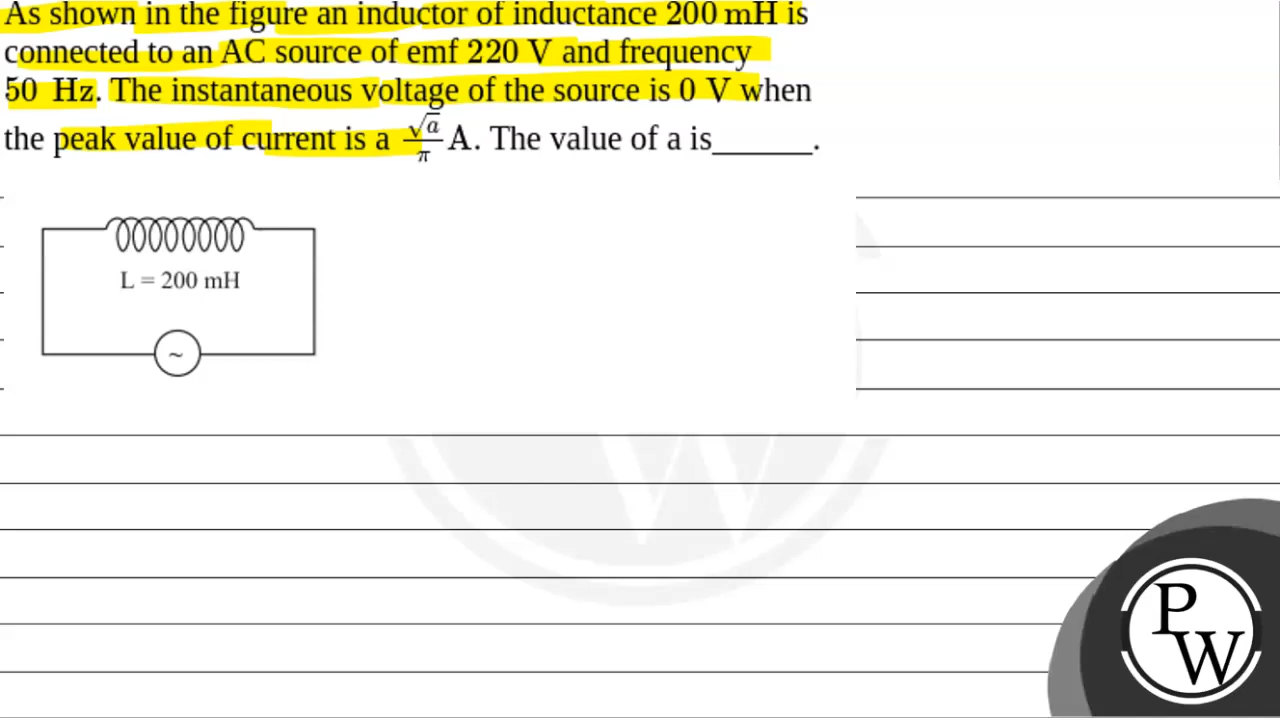 As shown in the figure an inductor of inductance 200 mH is
connected to an AC source of emf 220 V and frequency
50 Hz. The instantaneous voltage of the source is 0 V when
the peak value of current is a √a/π A. The value of a is______.
L = 200 mH
~
P
W